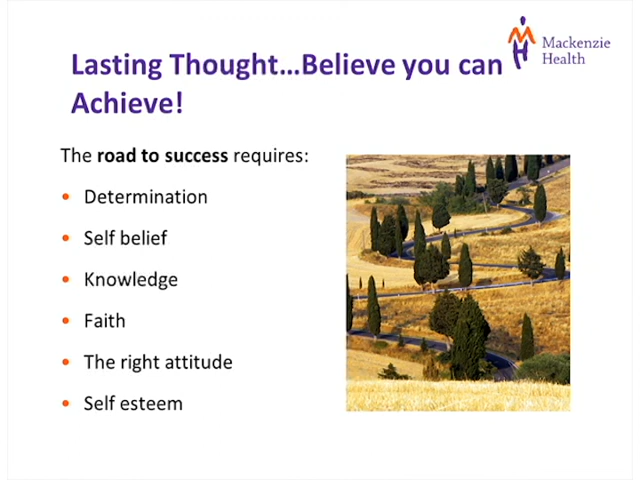 Mackenzie
Health
Lasting Thought...Believe you can
Achieve!
The road to success requires:
• Determination
• Self belief
• Knowledge
• Faith
• The right attitude
• Self esteem